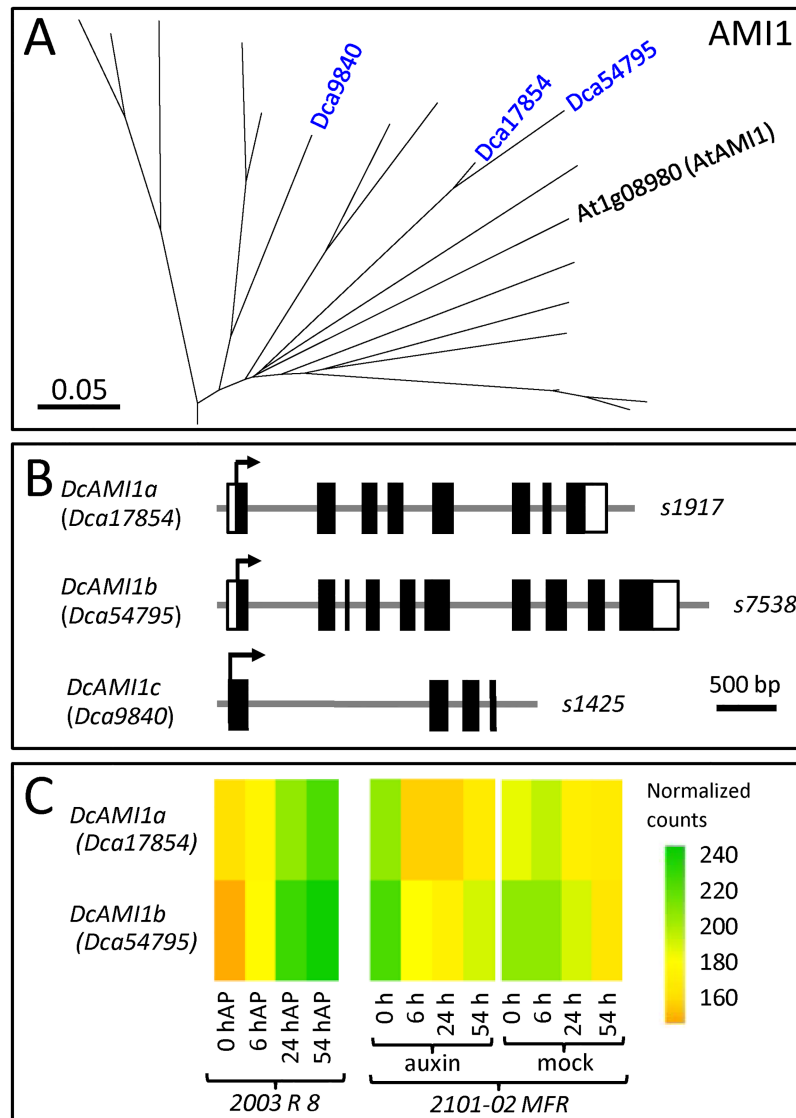 A
AMI1
Dca9840
Dca17854
Dca54795
At1g08980 (AtAMI1)
0.05
B
DcAMI1a
(Dca17854)
s1917
DcAMI1b
(Dca54795)
s7538
DcAMI1c
(Dca9840)
s1425
500 bp
C
DcAMI1a
(Dca17854)
DcAMI1b
(Dca54795)
Normalized
counts
240
220
200
180
160
0 hAP
6 hAP
24 hAP
54 hAP
0 h
6 h
24 h
54 h
0 h
6 h
24 h
54 h
auxin
mock
2003 R 8
2101-02 MFR